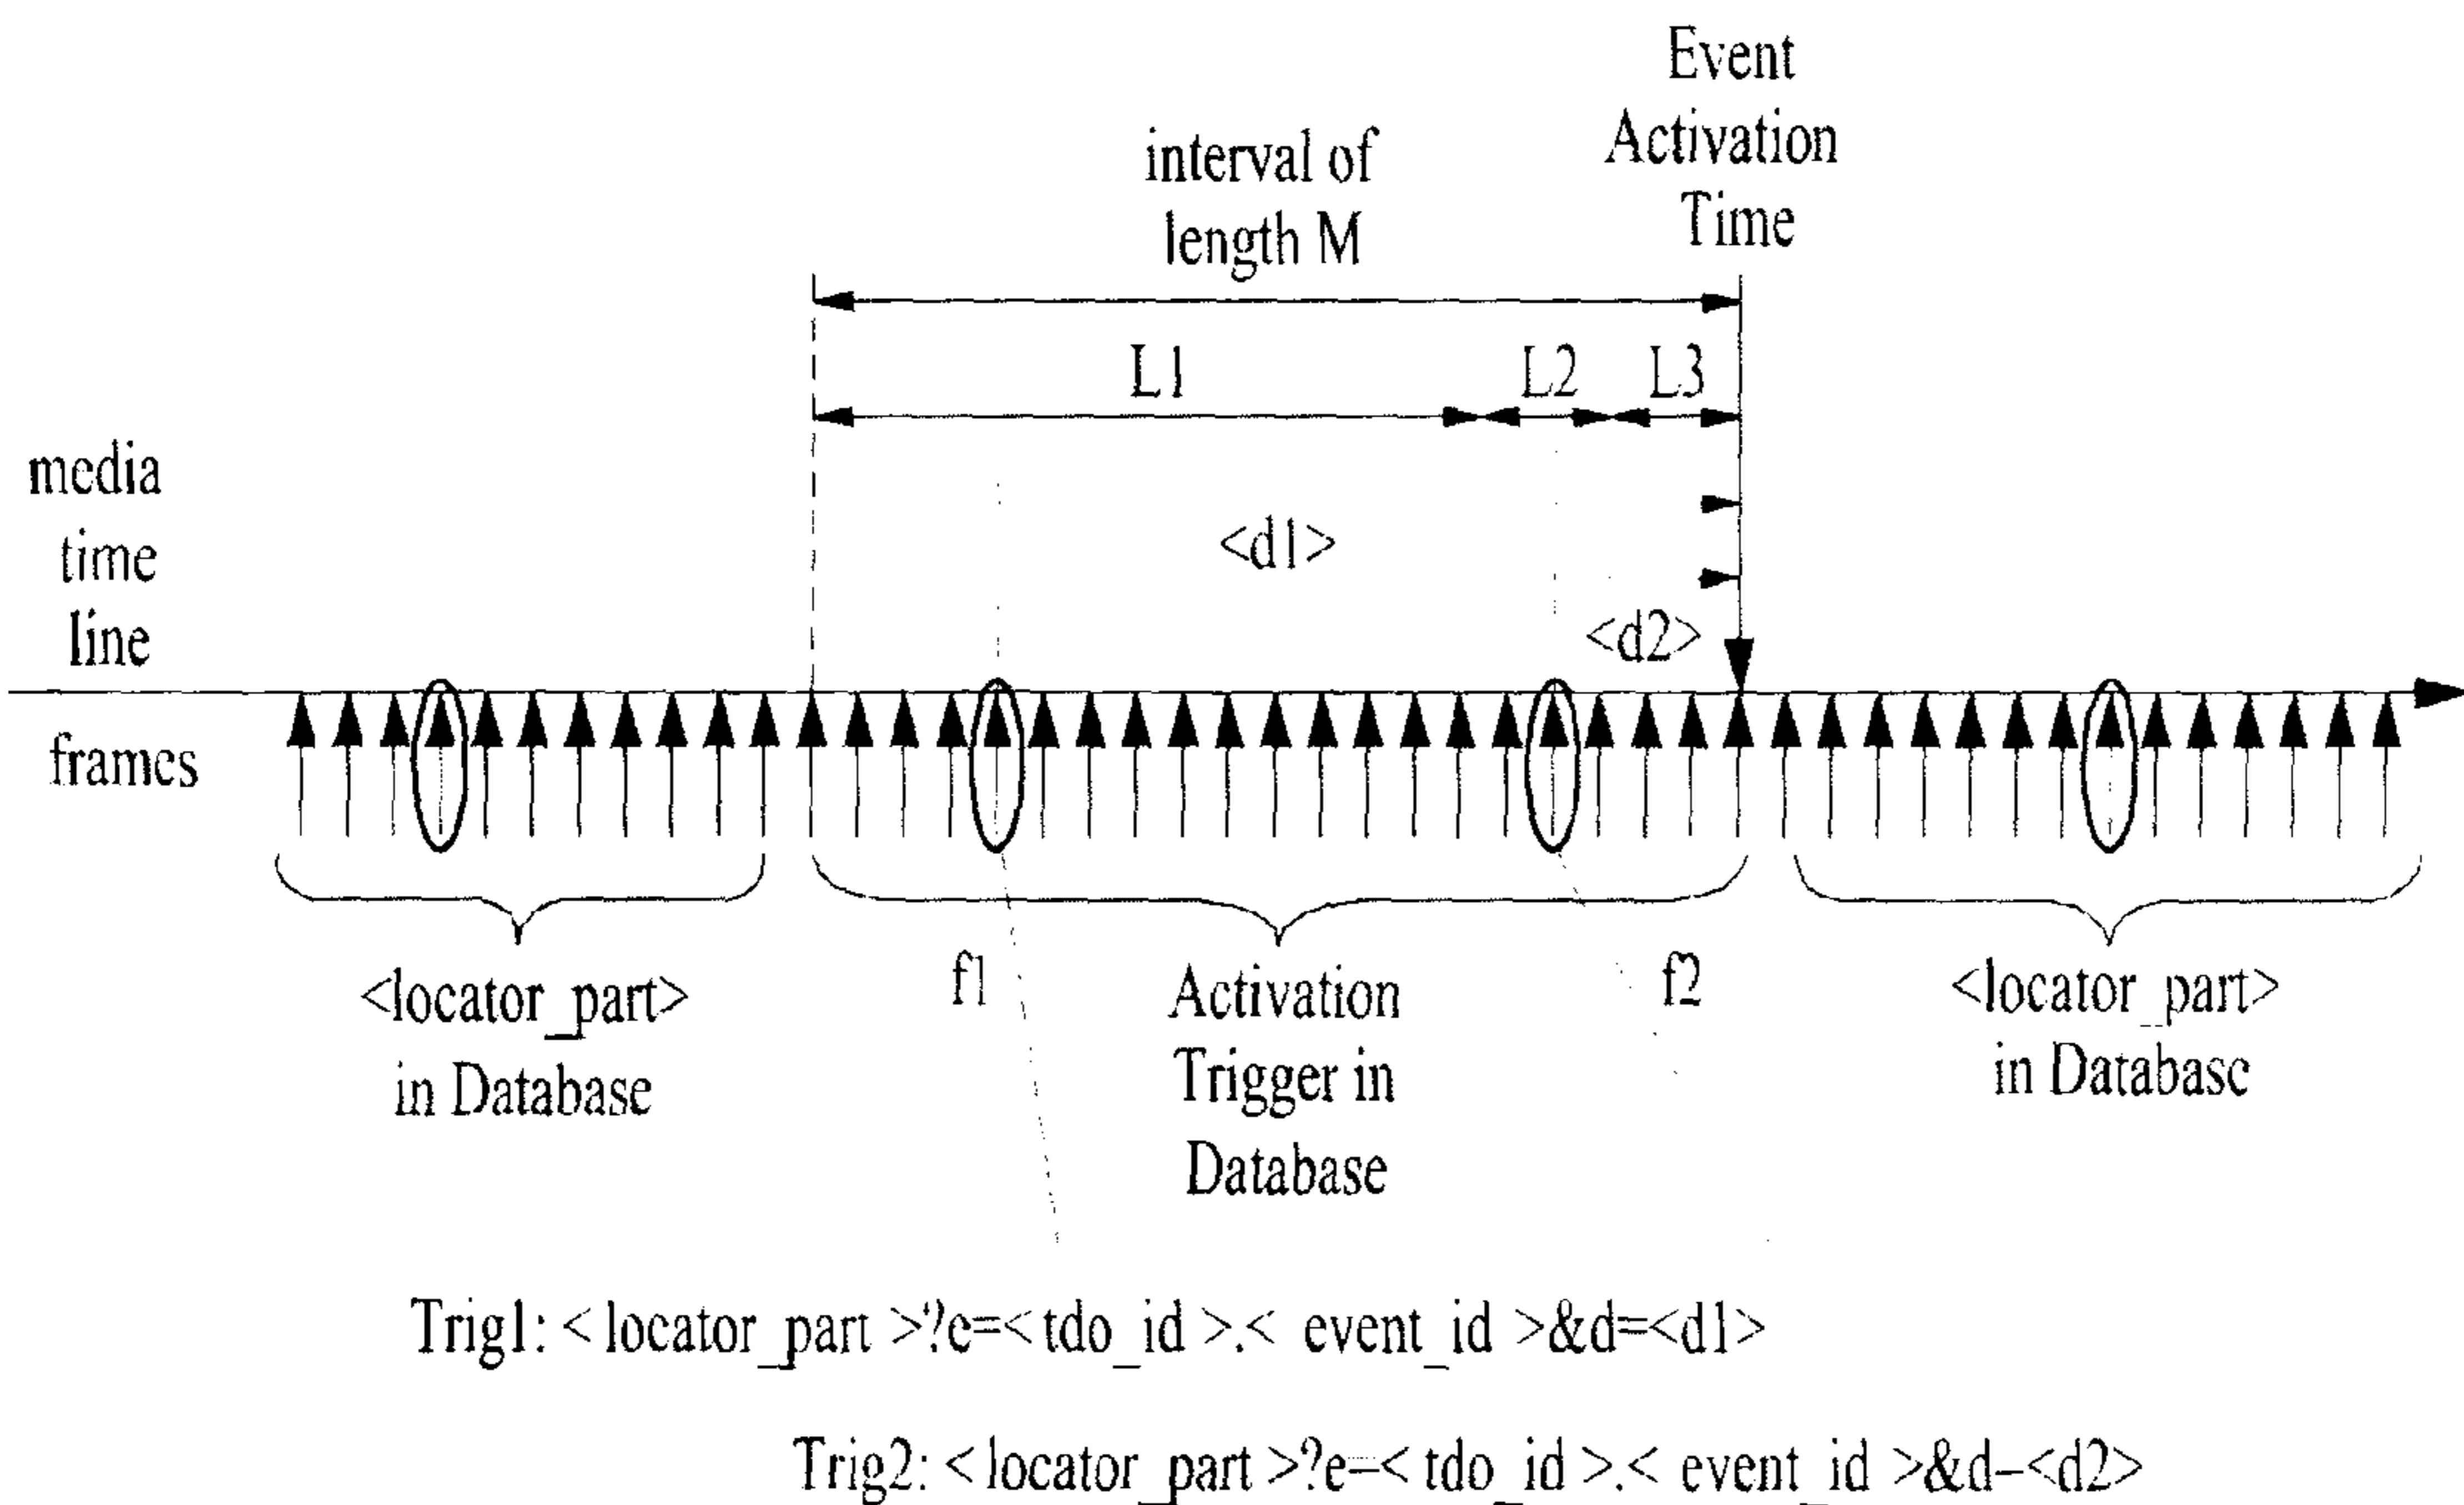 Event
Activation
Time
interval of
length M
L1
L2
L3
media
time
line
<d1>
<d2>
frames
<locator_part>
in Database
f1
Activation
Trigger in
Database
f2
<locator_part>
in Database
Trig1: < locator_part >?e=< tdo_id >.< event_id >&d=<d1>
Trig2: < locator_part >?e=< tdo_id >.< event_id >&d=<d2>